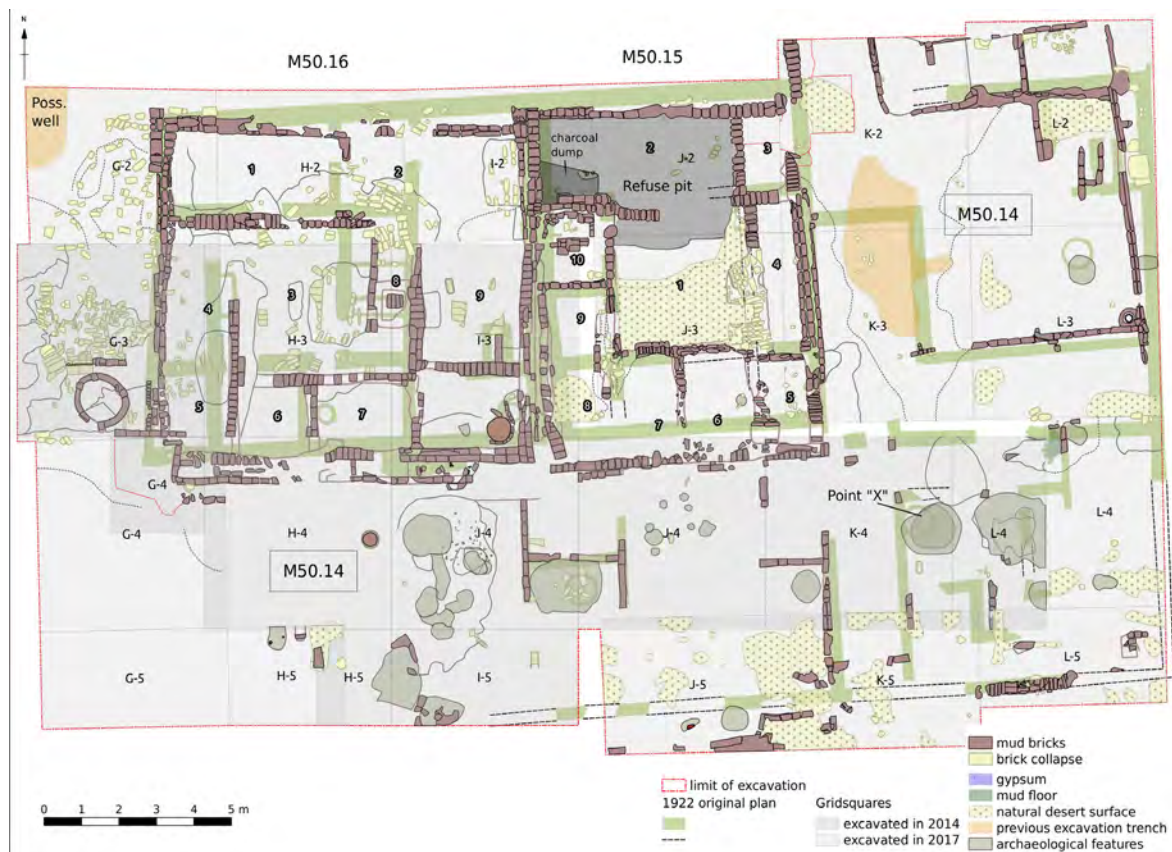 N
M50.16
M50.15
Poss.
well
G-2
1
H-2
2
I-2
charcoal
dump
2
J-2
Refuse pit
3
K-2
L-2
M50.14
10
8
4
3
9
1
4
9
G-3
H-3
I-3
J-3
K-3
L-3
5
6
7
8
7
6
5
G-4
Point "X"
G-4
H-4
J-4
J-4
K-4
L-4
L-4
M50.14
G-5
H-5
H-5
I-5
J-5
K-5
L-5
0 1 2 3 4 5 m
limit of excavation
1922 original plan
Gridsquares
excavated in 2014
excavated in 2017
mud bricks
brick collapse
gypsum
mud floor
natural desert surface
previous excavation trench
archaeological features